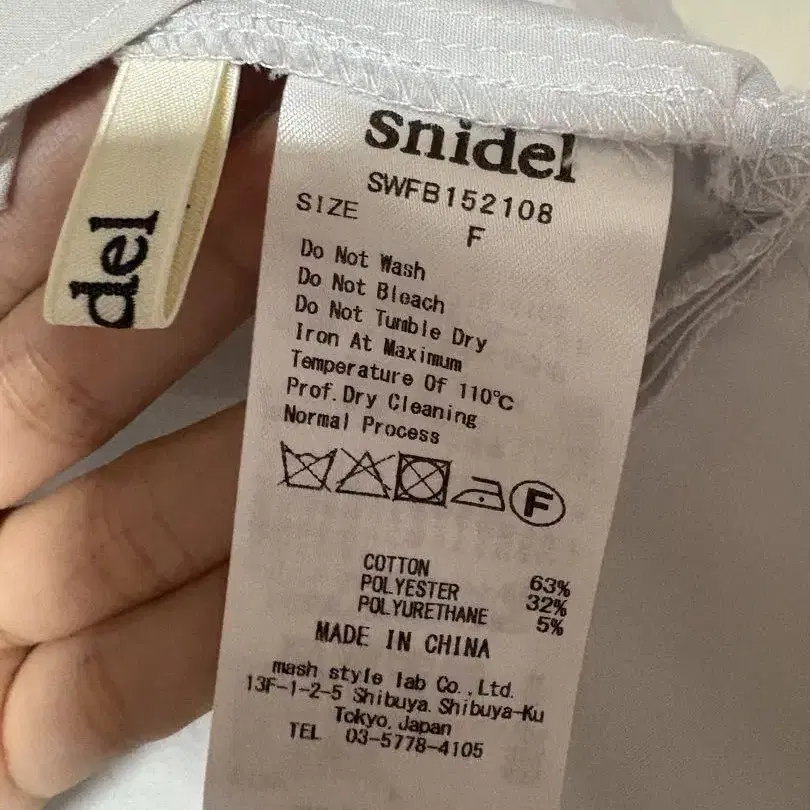 del
snidel
SWFB152108
SIZE
F
Do Not Wash
Do Not Bleach
Do Not Tumble Dry
Iron At Maximum
Temperature Of 110℃
Prof.Dry Cleaning
Normal Process
F
COTTON 63%
POLYESTER 32%
POLYURETHANE 5%
MADE IN CHINA
mash style lab Co.,Ltd.
13F-1-2-5 Shibuya.Shibuya-Ku
Tokyo.Japan
TEL 03-5778-4105